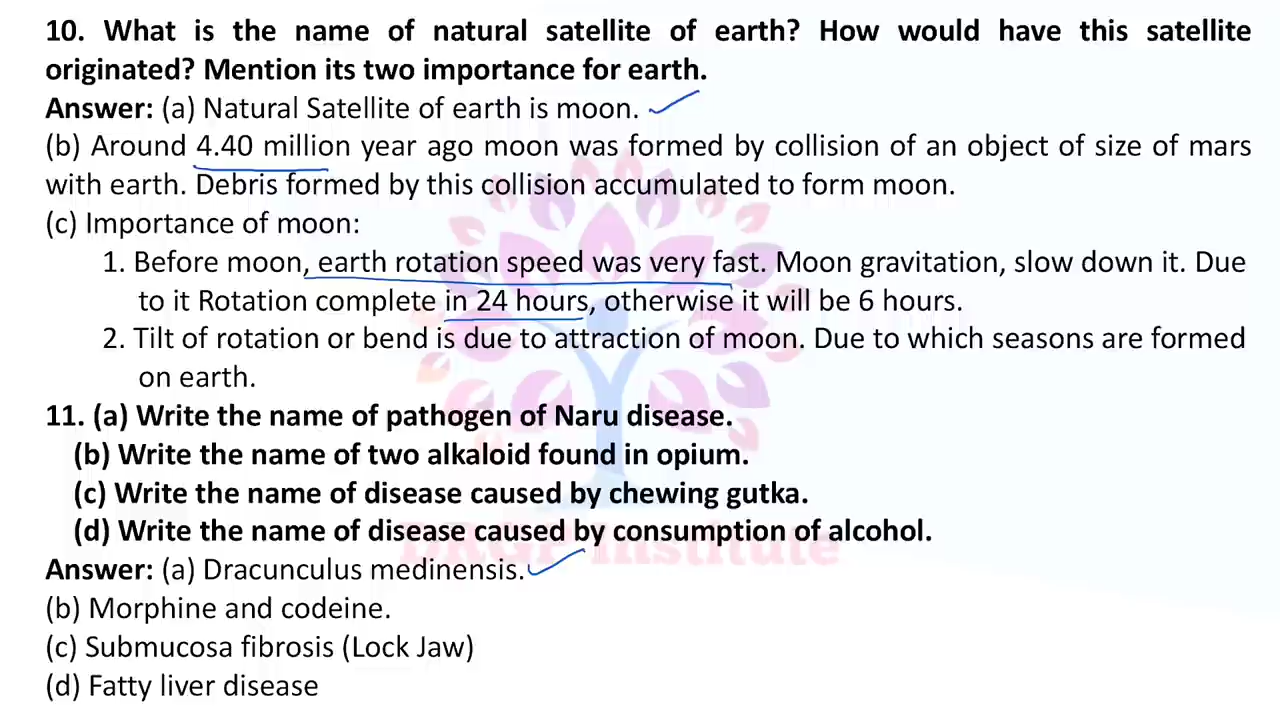 10. What is the name of natural satellite of earth? How would have this satellite
originated? Mention its two importance for earth.
Answer: (a) Natural Satellite of earth is moon.
(b) Around 4.40 million year ago moon was formed by collision of an object of size of mars
with earth. Debris formed by this collision accumulated to form moon.
(c) Importance of moon:
1. Before moon, earth rotation speed was very fast. Moon gravitation, slow down it. Due
to it Rotation complete in 24 hours, otherwise it will be 6 hours.
2. Tilt of rotation or bend is due to attraction of moon. Due to which seasons are formed
on earth.
11. (a) Write the name of pathogen of Naru disease.
(b) Write the name of two alkaloid found in opium.
(c) Write the name of disease caused by chewing gutka.
(d) Write the name of disease caused by consumption of alcohol.
DRGP Institute
Answer: (a) Dracunculus medinensis.
(b) Morphine and codeine.
(c) Submucosa fibrosis (Lock Jaw)
(d) Fatty liver disease